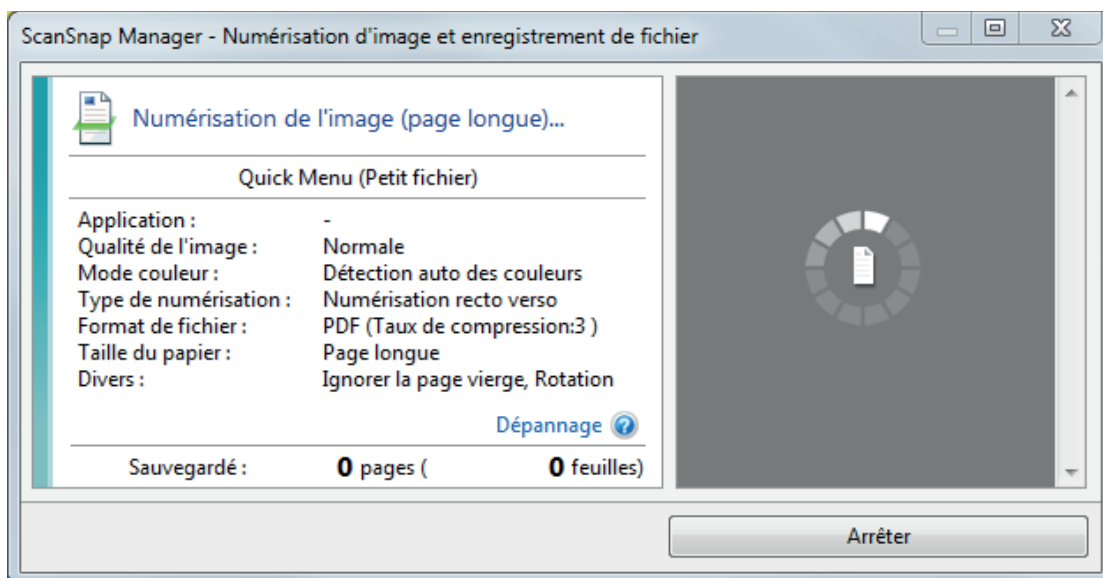 ScanSnap Manager - Numérisation d'image et enregistrement de fichier
Numérisation de l'image (page longue)...
Quick Menu (Petit fichier)
Application : -
Qualité de l'image : Normale
Mode couleur : Détection auto des couleurs
Type de numérisation : Numérisation recto verso
Format de fichier : PDF (Taux de compression:3 )
Taille du papier : Page longue
Divers : Ignorer la page vierge, Rotation
Dépannage
Sauvegardé : 0 pages ( 0 feuilles)
Arrêter